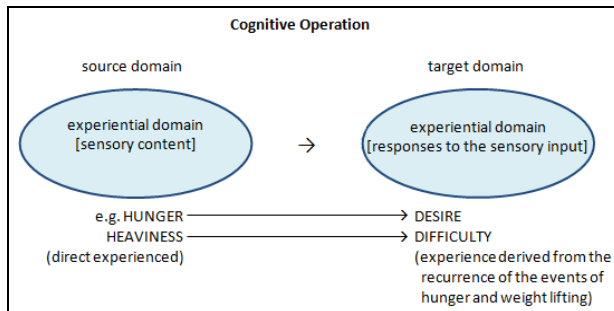 Cognitive Operation
source domain
target domain
experiential domain
[sensory content]
→
experiential domain
[responses to the sensory input]
e.g. HUNGER → DESIRE
HEAVINESS → DIFFICULTY
(direct experienced)
(experience derived from the
recurrence of the events of
hunger and weight lifting)